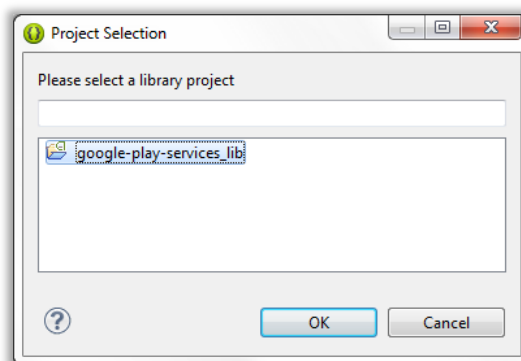 Project Selection
Please select a library project
google-play-services_lib
?
OK
Cancel